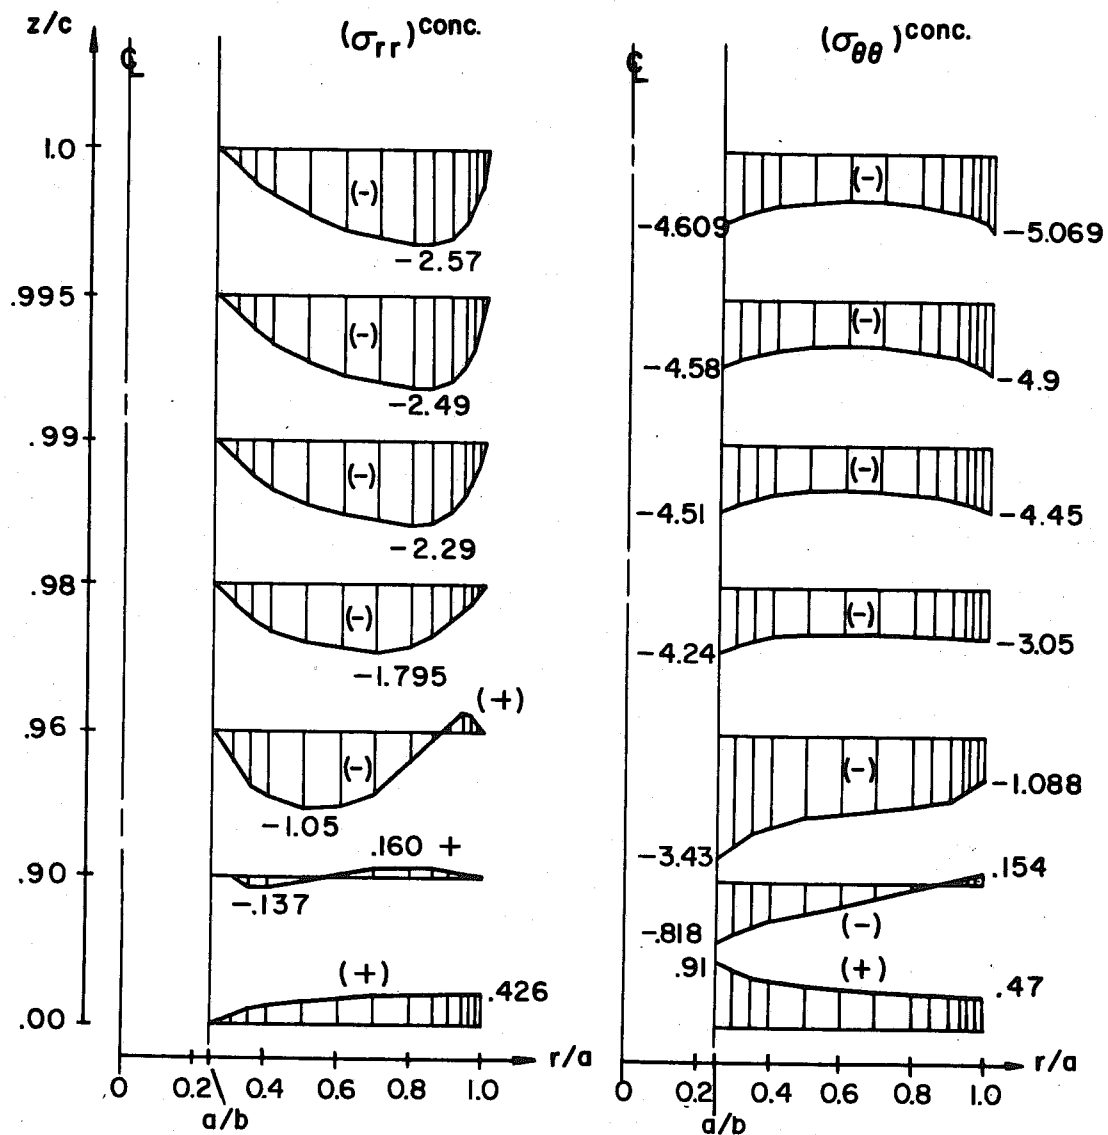 z/c
℄ (σrr)conc. ℄ (σθθ)conc.
1.0 (-) (-)
-4.609 -5.069
-2.57
.995 (-) (-)
-4.58 -4.9
-2.49
.99 (-) (-)
-4.51 -4.45
-2.29
.98 (-) (-)
-4.24 -3.05
-1.795
(+)
.96 (-) (-)
-1.088
-1.05
.160 + -3.43 .154
.90
-.137 -.818 (-)
(+) .91 (+)
.426 .47
.00
r/a r/a
0 0.2 0.4 0.6 0.8 1.0 0 0.2 0.4 0.6 0.8 1.0
a/b a/b